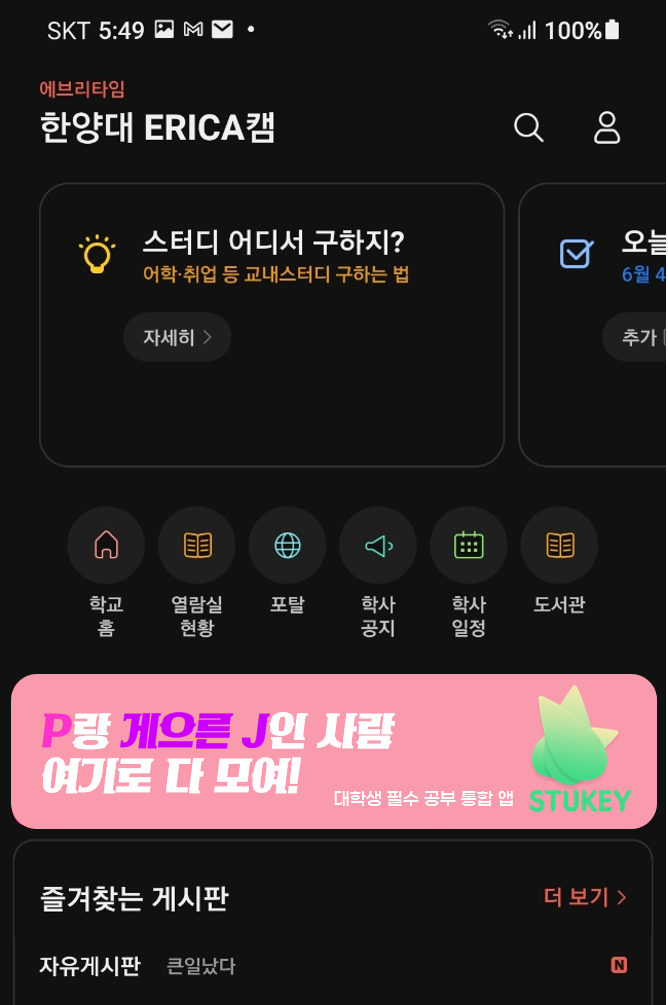 SKT 5:49 100%
에브리타임
한양대 ERICA캠
스터디 어디서 구하지?
어학·취업 등 교내스터디 구하는 법
자세히
오늘
6월 4
추가
학교
홈
열람실
현황
포탈
학사
공지
학사
일정
도서관
P랑 게으른 J인 사람
여기로 다 모여!
대학생 필수 공부 통합 앱
STUKEY
즐겨찾는 게시판
더 보기
자유게시판 큰일났다
N